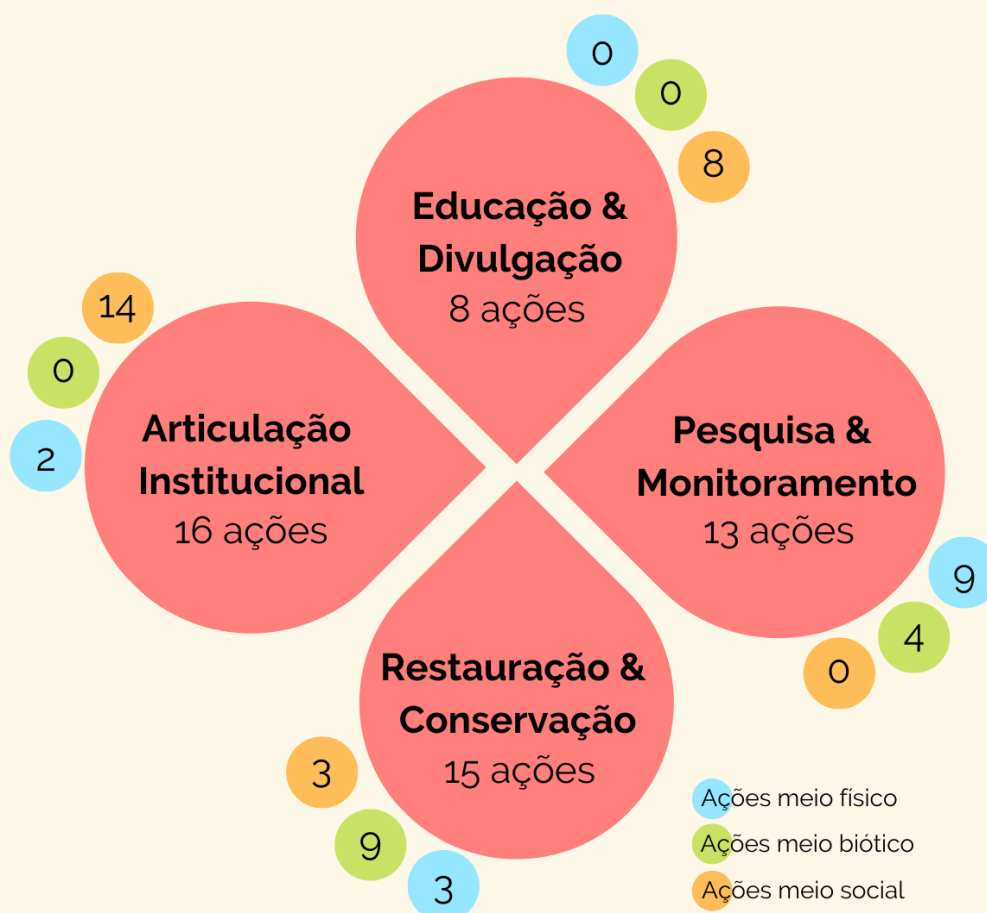 0
0
8
Educação &
Divulgação
8 ações
14
0
2
Articulação
Institucional
16 ações
Pesquisa &
Monitoramento
13 ações
9
4
0
Restauração &
Conservação
15 ações
3
9
3
Ações meio físico
Ações meio biótico
Ações meio social